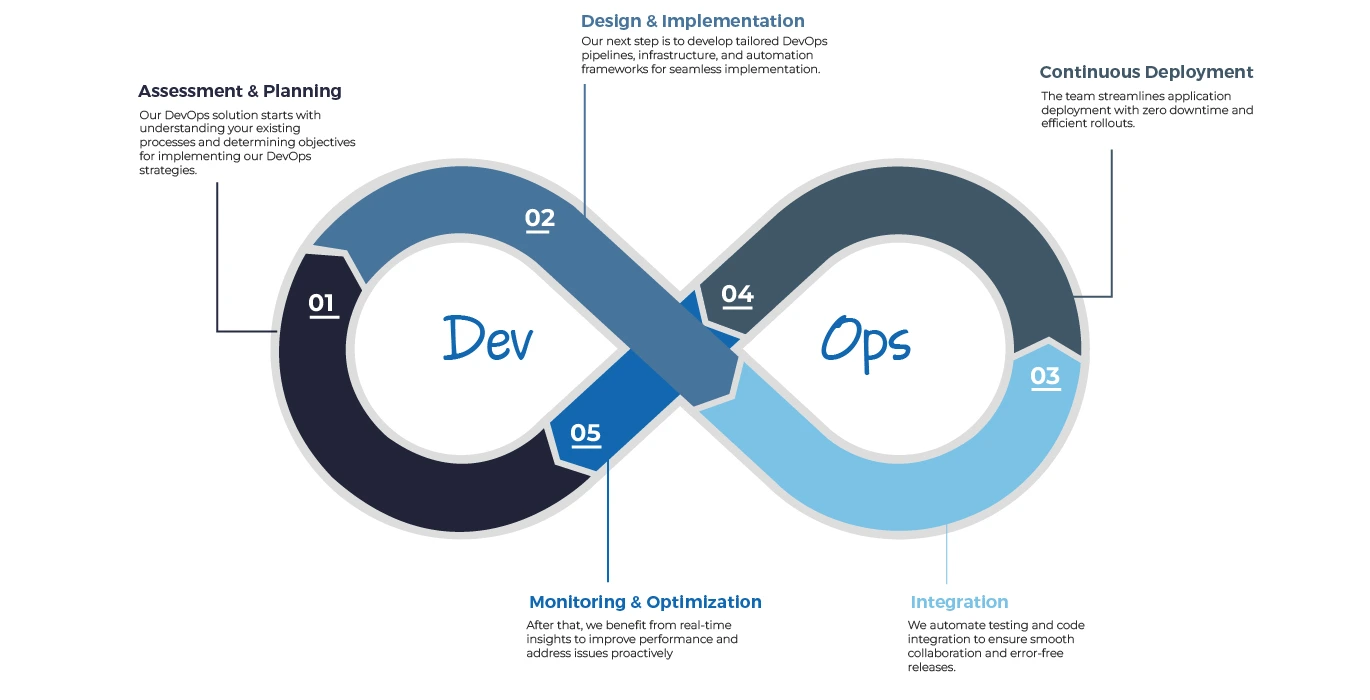 Design & Implementation
Our next step is to develop tailored DevOps
pipelines, infrastructure, and automation
frameworks for seamless implementation.
Continuous Deployment
The team streamlines application
deployment with zero downtime and
efficient rollouts.
Assessment & Planning
Our DevOps solution starts with
understanding your existing
processes and determining objectives
for implementing our DevOps
strategies.
02
01
04
Dev
Ops
03
05
Monitoring & Optimization
After that, we benefit from real-time
insights to improve performance and
address issues proactively
Integration
We automate testing and code
integration to ensure smooth
collaboration and error-free
releases.